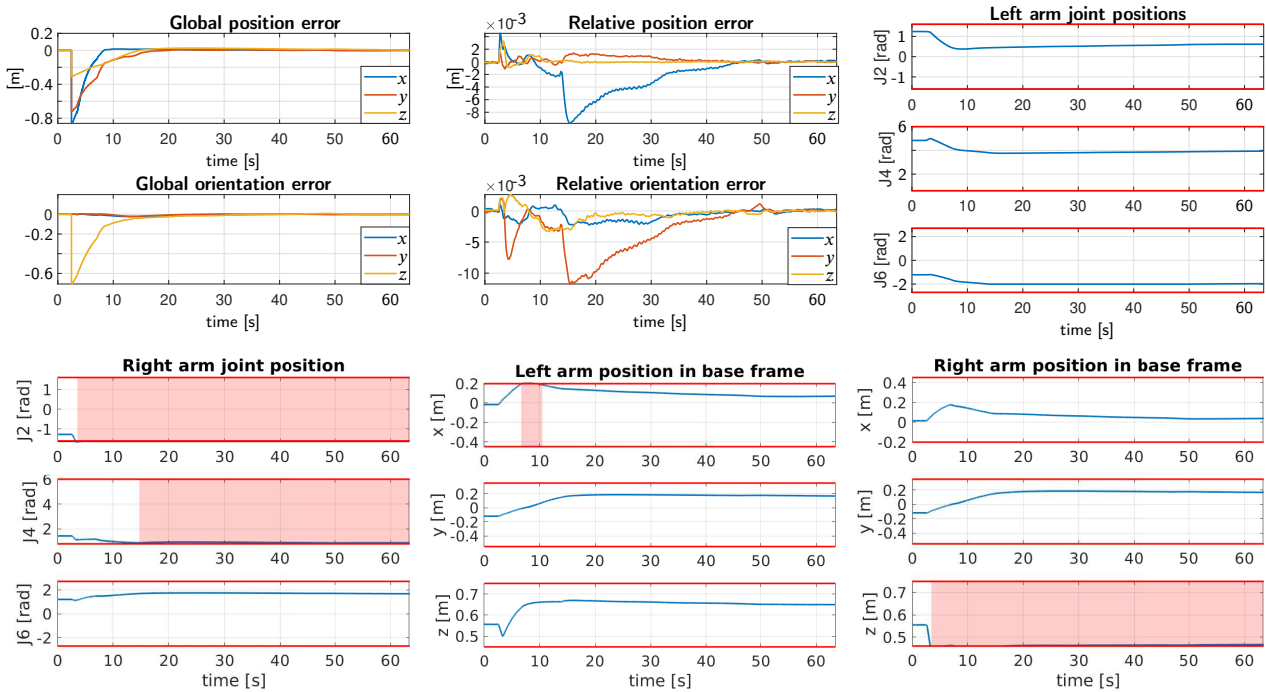 Global position error
0.2
0
-0.4
-0.8
[m]
x
y
z
0 10 20 30 40 50 60
time [s]
Relative position error
×10⁻³
4
2
0
-2
-4
-6
-8
[m]
x
y
z
0 10 20 30 40 50 60
time [s]
Left arm joint positions
J2 [rad]
1
0
-1
0 10 20 30 40 50 60
J4 [rad]
6
4
2
0 10 20 30 40 50 60
J6 [rad]
2
0
-2
0 10 20 30 40 50 60
time [s]
Global orientation error
0
-0.2
-0.6
x
y
z
0 10 20 30 40 50 60
time [s]
Relative orientation error
×10⁻³
0
-5
-10
x
y
z
0 10 20 30 40 50 60
time [s]
Right arm joint position
J2 [rad]
1
0
-1
0 10 20 30 40 50 60
J4 [rad]
6
4
2
0 10 20 30 40 50 60
J6 [rad]
2
0
-2
0 10 20 30 40 50 60
time [s]
Left arm position in base frame
x [m]
0.2
0
-0.2
-0.4
0 10 20 30 40 50 60
y [m]
0.2
0
-0.2
-0.4
0 10 20 30 40 50 60
z [m]
0.7
0.6
0.5
0 10 20 30 40 50 60
time [s]
Right arm position in base frame
x [m]
0.4
0.2
0
-0.2
0 10 20 30 40 50 60
y [m]
0.2
0
-0.2
-0.4
0 10 20 30 40 50 60
z [m]
0.7
0.6
0.5
0 10 20 30 40 50 60
time [s]